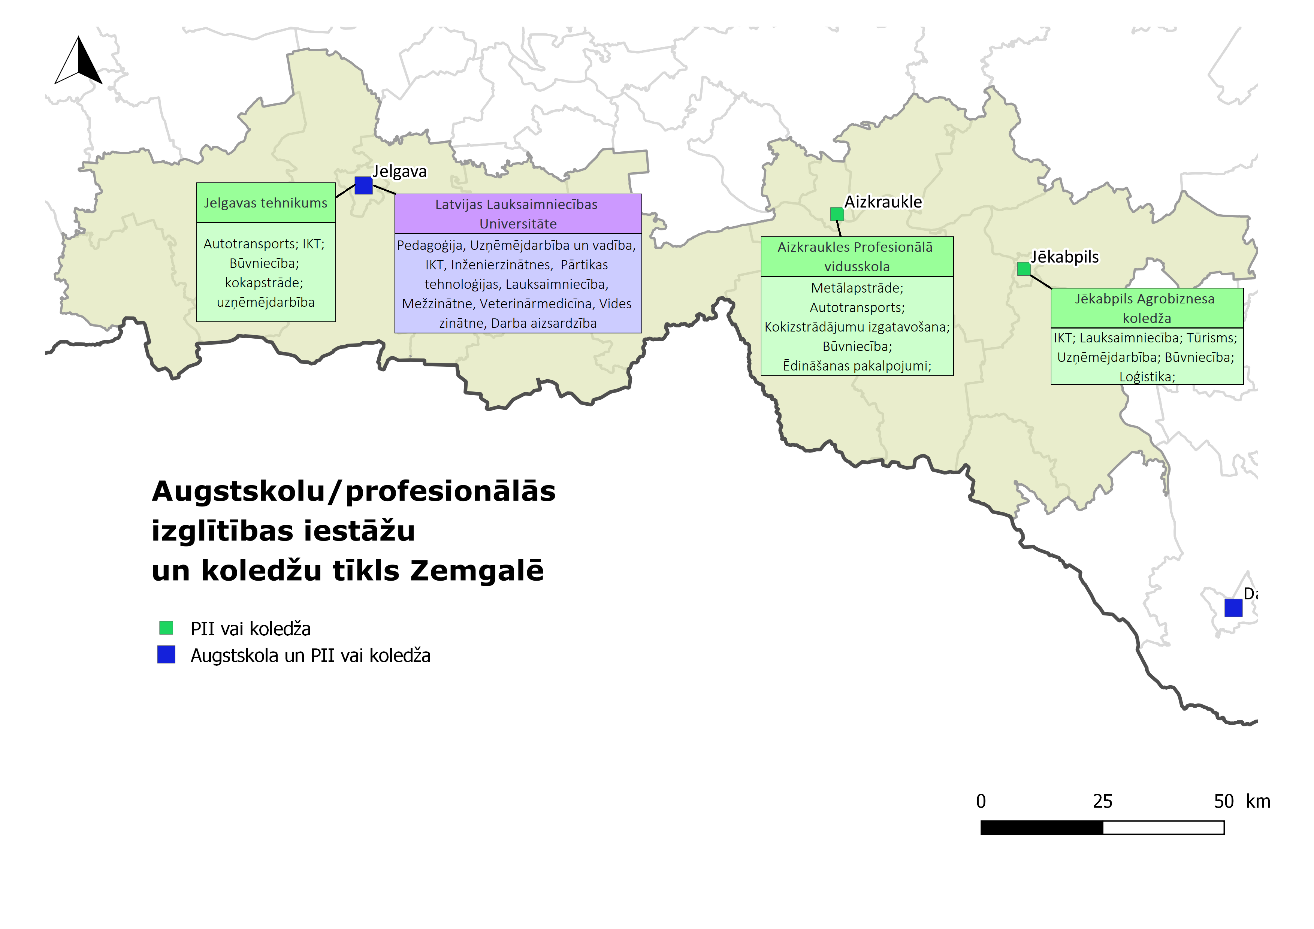 Jelgava
Jelgavas tehnikums
Autotransports; IKT;
Būvniecība;
kokapstrāde;
uzņēmējdarbība
Latvijas Lauksaimniecības
Universitāte
Pedagoģija, Uzņēmējdarbība un vadība,
IKT, Inženierzinātnes, Pārtikas
tehnoloģijas, Lauksaimniecība,
Mežzinātne, Veterinārmedicīna, Vides
zinātne, Darba aizsardzība
Aizkraukle
Aizkraukles Profesionālā
vidusskola
Metālapstrāde;
Autotransports;
Kokizstrādājumu izgatavošana;
Būvniecība;
Ēdināšanas pakalpojumi;
Jēkabpils
Jēkabpils Agrobiznesa
koledža
IKT; Lauksaimniecība; Tūrisms;
Uzņēmējdarbība; Būvniecība;
Loģistika;
Augstskolu/profesionālās
izglītības iestāžu
un koledžu tīkls Zemgalē
PII vai koledža
Augstskola un PII vai koledža
0 25 50 km